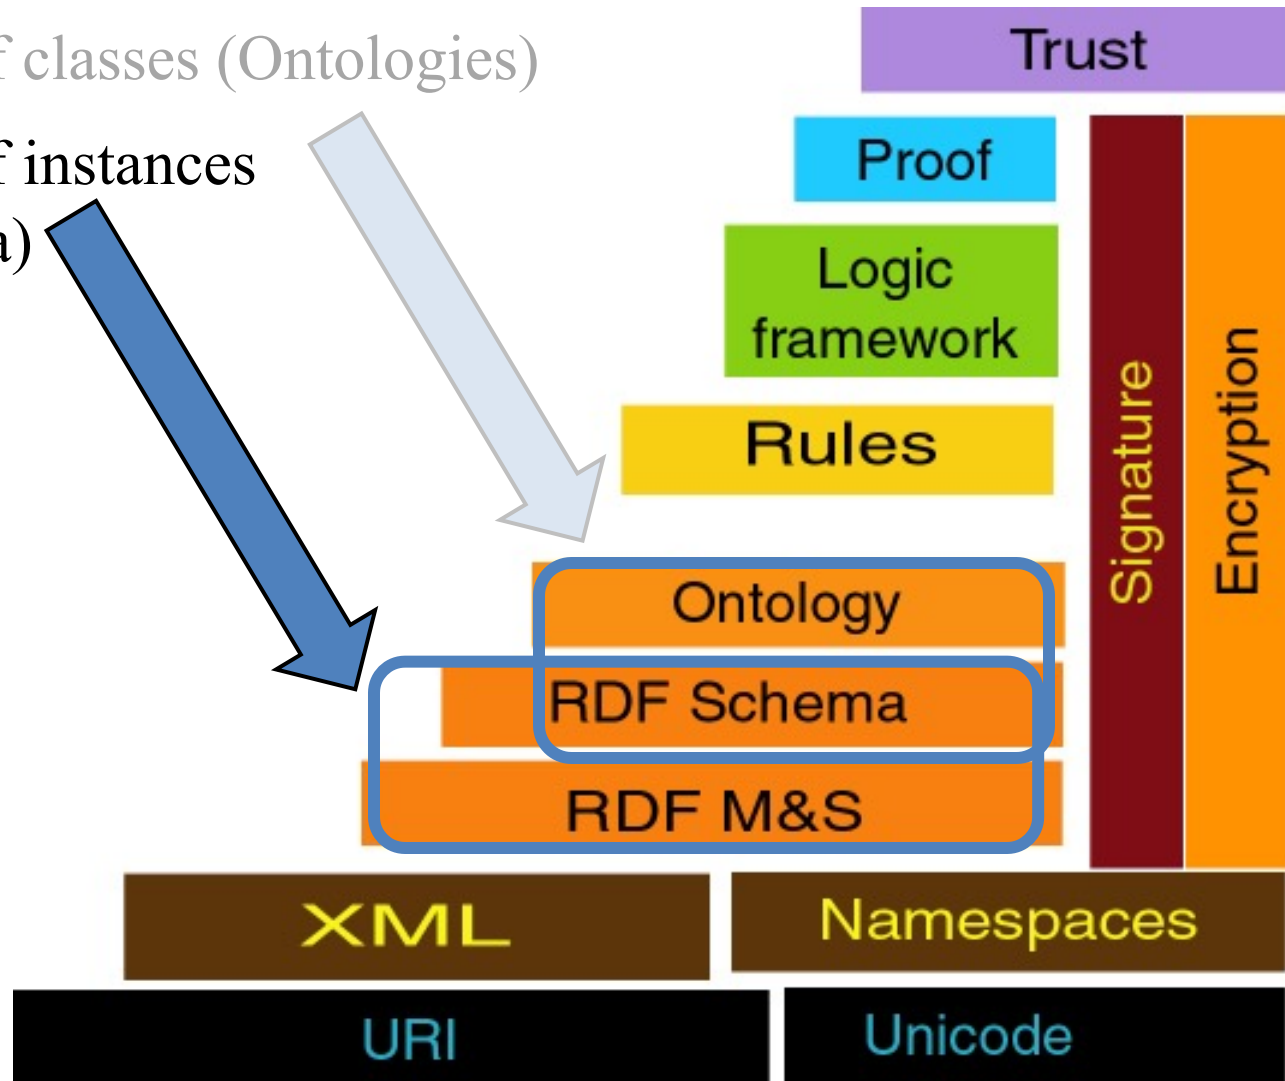 f classes (Ontologies)
f instances
a)
Trust
Proof
Logic
framework
Rules
Ontology
RDF Schema
RDF M&S
Signature
Encryption
XML
Namespaces
URI
Unicode